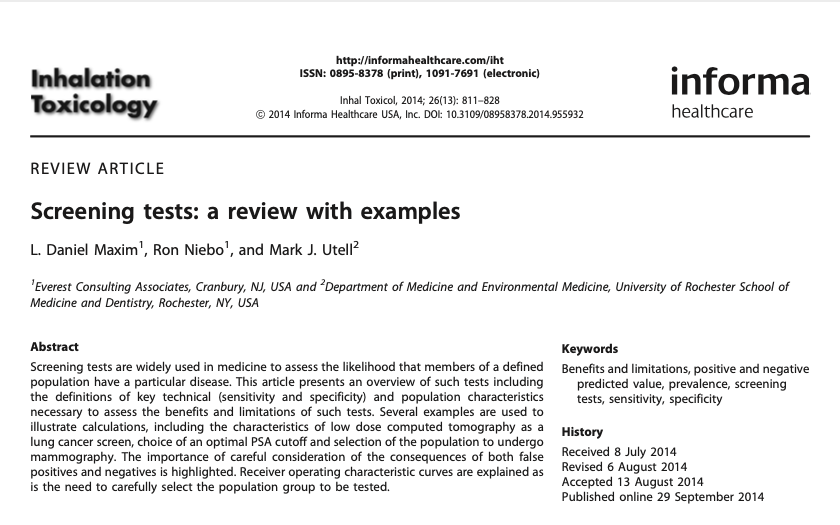 Inhalation
Toxicology
http://informahealthcare.com/iht
ISSN: 0895-8378 (print), 1091-7691 (electronic)
Inhal Toxicol, 2014; 26(13): 811–828
© 2014 Informa Healthcare USA, Inc. DOI: 10.3109/08958378.2014.955932
informa
healthcare
REVIEW ARTICLE
Screening tests: a review with examples
L. Daniel Maxim1, Ron Niebo1, and Mark J. Utell2
1Everest Consulting Associates, Cranbury, NJ, USA and 2Department of Medicine and Environmental Medicine, University of Rochester School of
Medicine and Dentistry, Rochester, NY, USA
Abstract
Screening tests are widely used in medicine to assess the likelihood that members of a defined
population have a particular disease. This article presents an overview of such tests including
the definitions of key technical (sensitivity and specificity) and population characteristics
necessary to assess the benefits and limitations of such tests. Several examples are used to
illustrate calculations, including the characteristics of low dose computed tomography as a
lung cancer screen, choice of an optimal PSA cutoff and selection of the population to undergo
mammography. The importance of careful consideration of the consequences of both false
positives and negatives is highlighted. Receiver operating characteristic curves are explained as
is the need to carefully select the population group to be tested.
Keywords
Benefits and limitations, positive and negative
predicted value, prevalence, screening
tests, sensitivity, specificity
History
Received 8 July 2014
Revised 6 August 2014
Accepted 13 August 2014
Published online 29 September 2014